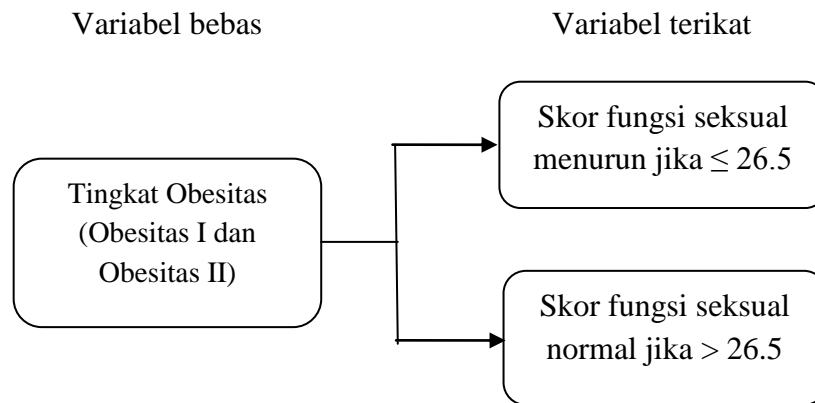 Variabel bebas
Variabel terikat
Tingkat Obesitas
(Obesitas I dan
Obesitas II)
Skor fungsi seksual
menurun jika ≤ 26.5
Skor fungsi seksual
normal jika > 26.5